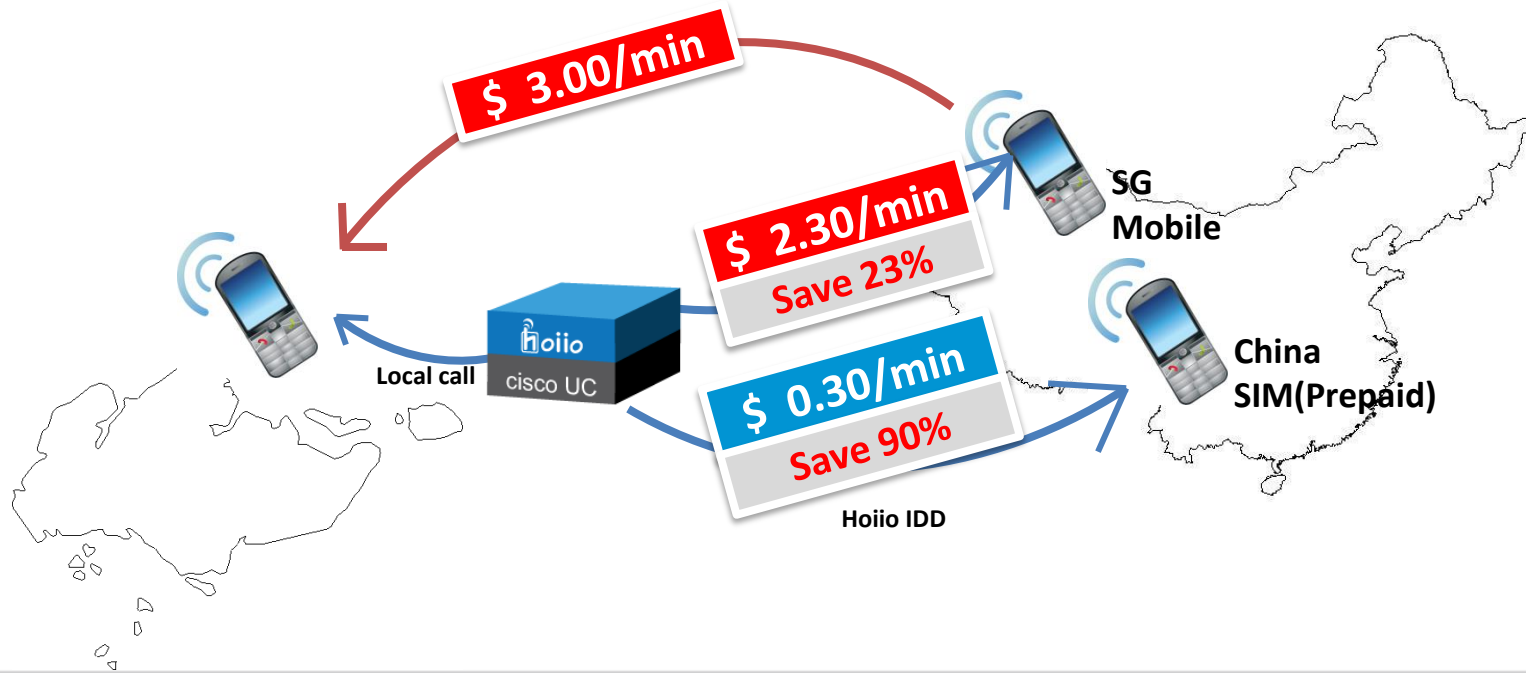 $ 3.00/min
SG
Mobile
$ 2.30/min
Save 23%
hoiio
cisco UC
Local call
China
SIM(Prepaid)
$ 0.30/min
Save 90%
Hoiio IDD